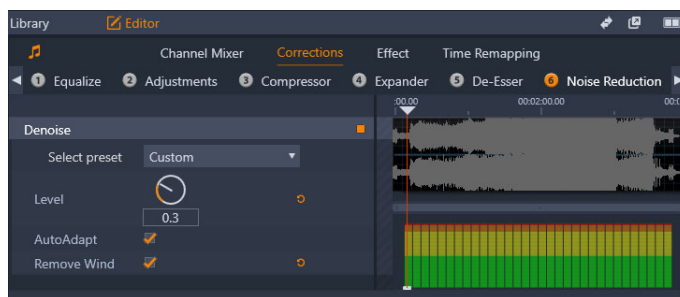 Library Editor
Channel Mixer Corrections Effect Time Remapping
1 Equalize 2 Adjustments 3 Compressor 4 Expander 5 De-Esser 6 Noise Reduction
:00.00 00:02:00.00 00:0
Denoise
Select preset Custom
Level
0.3
AutoAdapt
Remove Wind